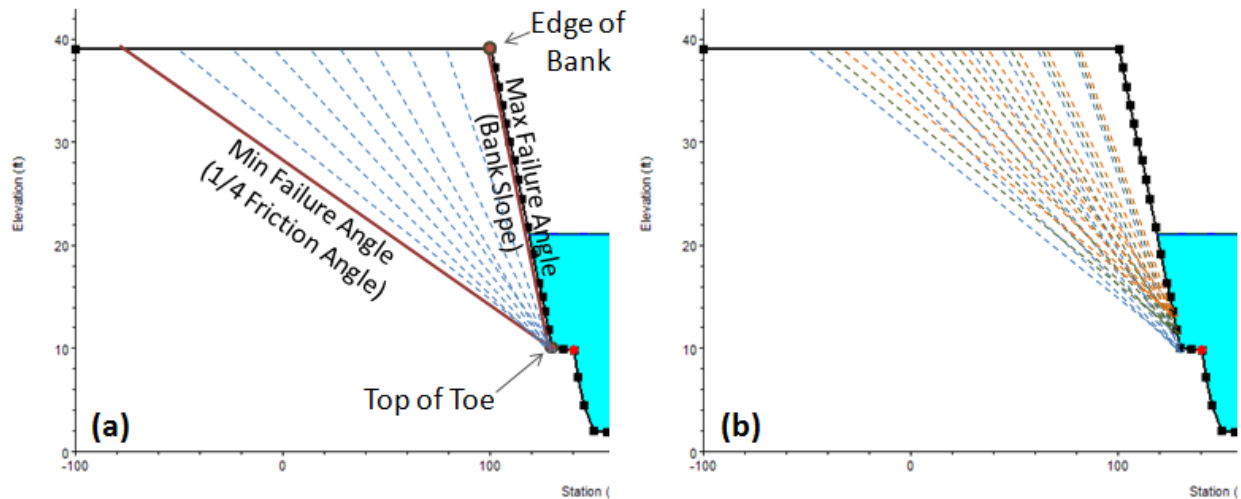 40
30
20
10
0
-100
0
100
Elevation (ft)
Station (
Edge of
Bank
Max Failure Angle
(Bank Slope)
Min Failure Angle
(1/4 Friction Angle)
Top of Toe
(a)
40
30
20
10
0
-100
0
100
Elevation (ft)
Station (
(b)